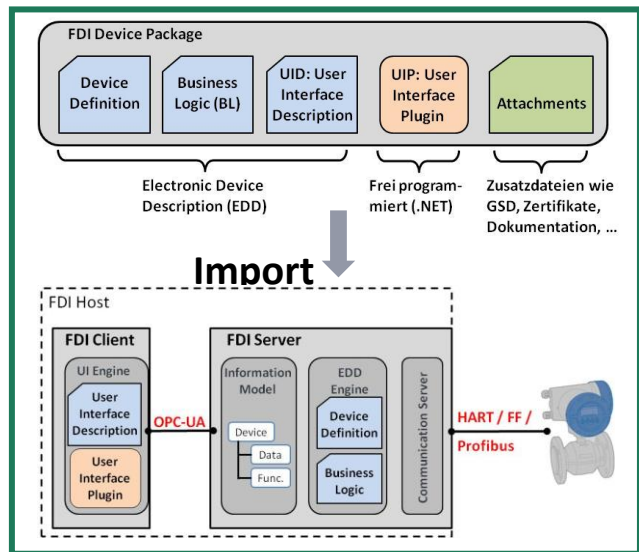 FDI Device Package
Device
Definition
Business
Logic (BL)
UID: User
Interface
Description
UIP: User
Interface
Plugin
Attachments
Electronic Device
Description (EDD)
Frei program-
miert (.NET)
Zusatzdateien wie
GSD, Zertifikate,
Dokumentation, ...
Import
FDI Host
FDI Client
UI Engine
User
Interface
Description
User
Interface
Plugin
OPC-UA
FDI Server
Information
Model
Device
Data
Func.
EDD
Engine
Device
Definition
Business
Logic
Communication Server
HART / FF /
Profibus